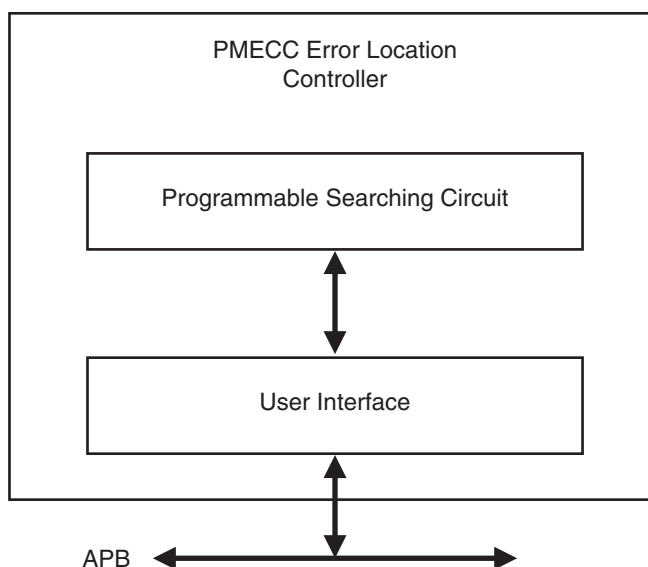 PMECC Error Location
Controller
Programmable Searching Circuit
User Interface
APB